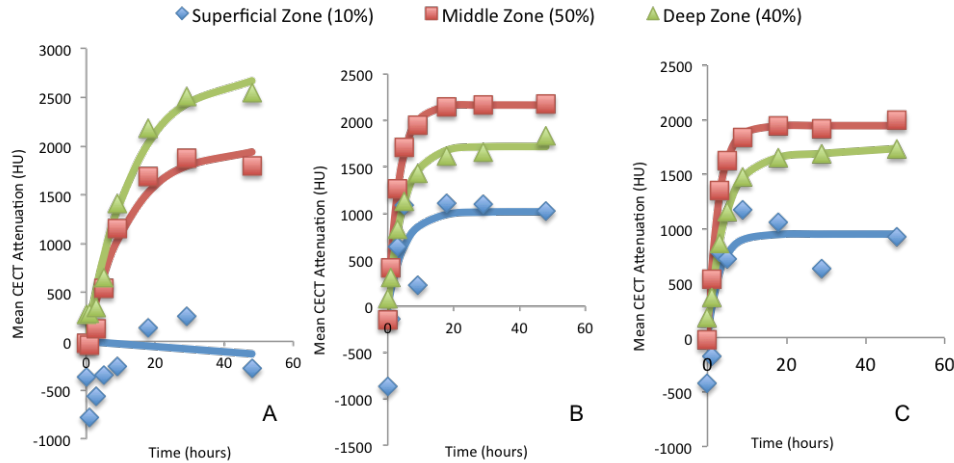 Superficial Zone (10%) Middle Zone (50%) Deep Zone (40%)
Mean CECT Attenuation (HU)
3000
2500
2000
1500
1000
500
0
-500
-1000
0 20 40 60
A
Time (hours)
Mean CECT Attenuation (HU)
2500
2000
1500
1000
500
0
-500
-1000
-1500
0 20 40 60
B
Time (hours)
Mean CECT Attenuation (HU)
2500
2000
1500
1000
500
0
-500
-1000
0 20 40 60
C
Time (hours)